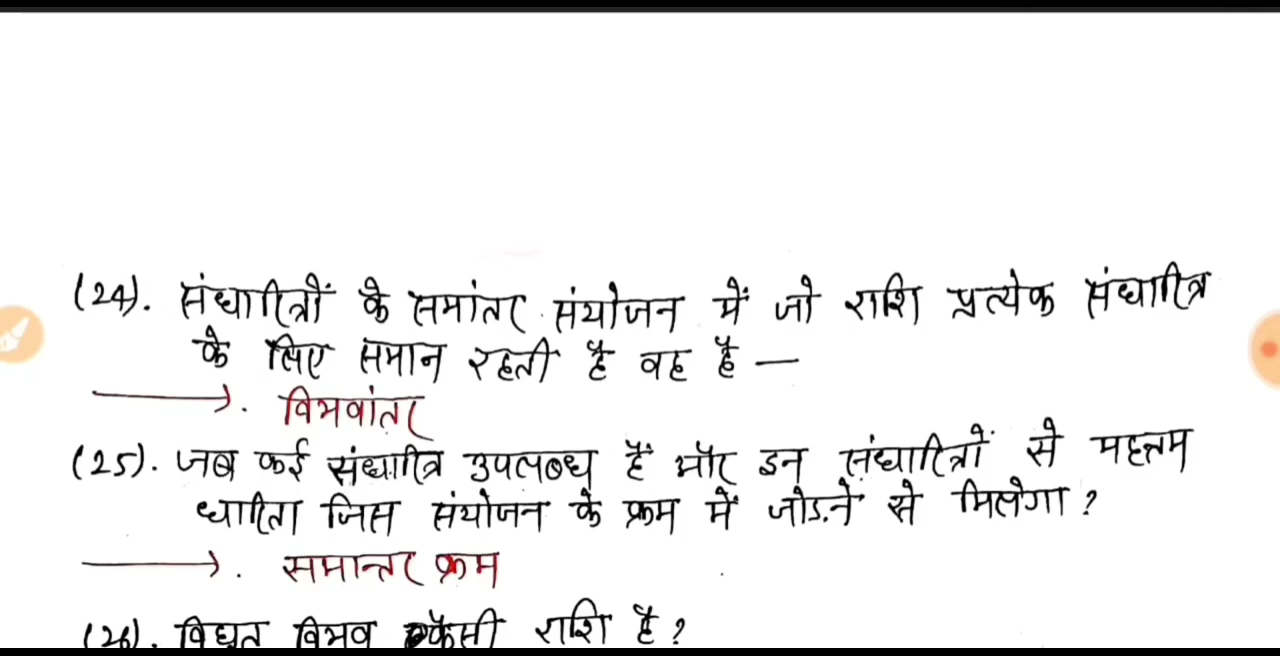 (24). संधारित्रों के समांतर संयोजन में जो राशि प्रत्येक संधारित्र
के लिए समान रहती है वह है —
→. विभवांतर
(25). जब कई संधारित्र उपलब्ध हैं और इन संधारित्रों से महत्तम
धारिता जिस संयोजन के क्रम में जोड़ने से मिलेगा?
→. समान्तर क्रम
(26). विद्युत विभव कैसी राशि है?